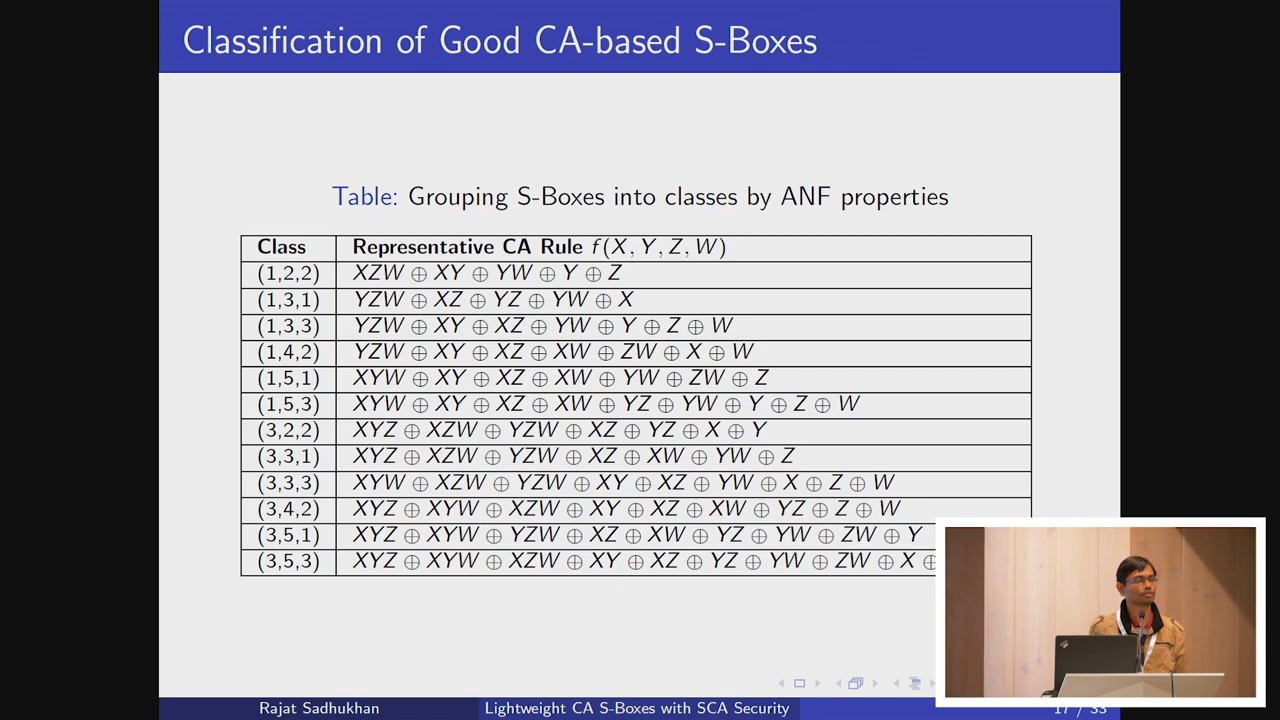 Classification of Good CA-based S-Boxes
Table: Grouping S-Boxes into classes by ANF properties
Class Representative CA Rule f(X, Y, Z, W)
(1,2,2) XZW ⊕ XY ⊕ YW ⊕ Y ⊕ Z
(1,3,1) YZW ⊕ XZ ⊕ YZ ⊕ YW ⊕ X
(1,3,3) YZW ⊕ XY ⊕ XZ ⊕ YW ⊕ Y ⊕ Z ⊕ W
(1,4,2) YZW ⊕ XY ⊕ XZ ⊕ XW ⊕ ZW ⊕ X ⊕ W
(1,5,1) XYW ⊕ XY ⊕ XZ ⊕ XW ⊕ YW ⊕ ZW ⊕ Z
(1,5,3) XYW ⊕ XY ⊕ XZ ⊕ XW ⊕ YZ ⊕ YW ⊕ Y ⊕ Z ⊕ W
(3,2,2) XYZ ⊕ XZW ⊕ YZW ⊕ XZ ⊕ YZ ⊕ X ⊕ Y
(3,3,1) XYZ ⊕ XZW ⊕ YZW ⊕ XZ ⊕ XW ⊕ YW ⊕ Z
(3,3,3) XYW ⊕ XZW ⊕ YZW ⊕ XY ⊕ XZ ⊕ YW ⊕ X ⊕ Z ⊕ W
(3,4,2) XYZ ⊕ XYW ⊕ XZW ⊕ XY ⊕ XZ ⊕ XW ⊕ YZ ⊕ Z ⊕ W
(3,5,1) XYZ ⊕ XYW ⊕ YZW ⊕ XZ ⊕ XW ⊕ YZ ⊕ YW ⊕ ZW ⊕ Y
(3,5,3) XYZ ⊕ XYW ⊕ XZW ⊕ XY ⊕ XZ ⊕ YZ ⊕ YW ⊕ ZW ⊕ X ⊕
Rajat Sadhukhan Lightweight CA S-Boxes with SCA Security 17 / 33